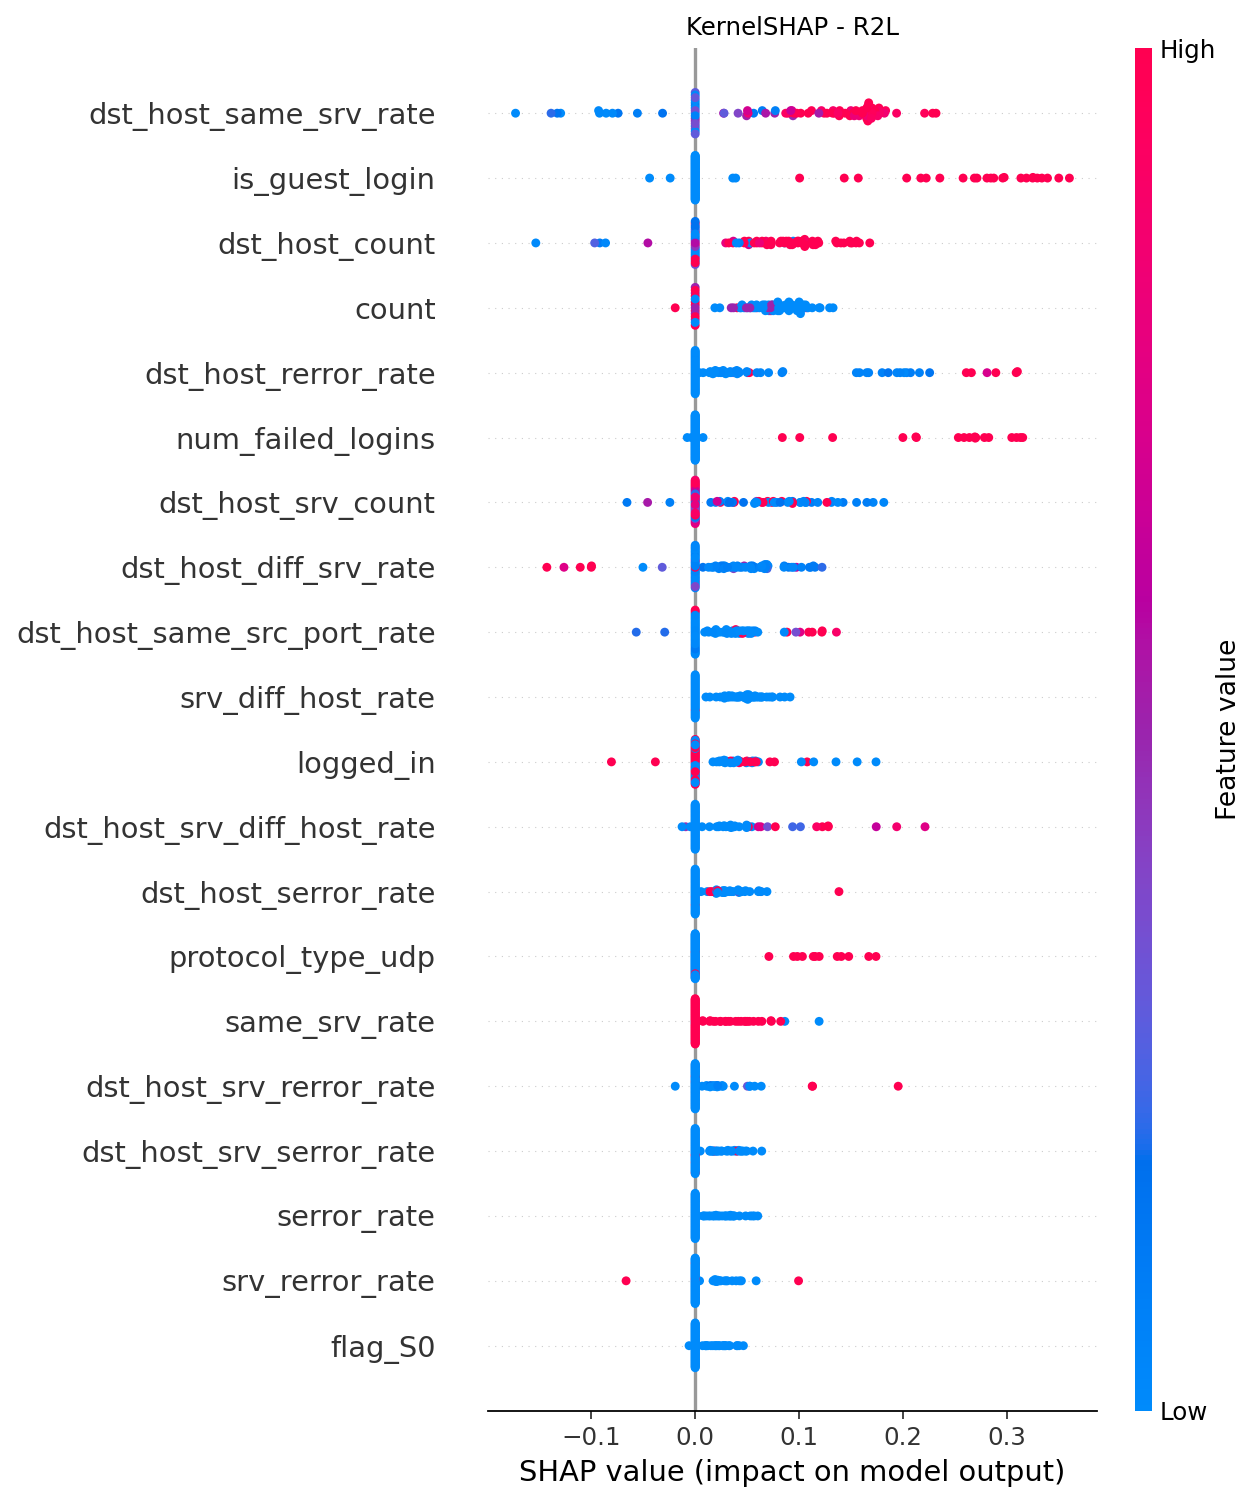 KernelSHAP - R2L
High
dst_host_same_srv_rate
is_guest_login
dst_host_count
count
dst_host_rerror_rate
num_failed_logins
dst_host_srv_count
dst_host_diff_srv_rate
dst_host_same_src_port_rate
srv_diff_host_rate
logged_in
dst_host_srv_diff_host_rate
dst_host_serror_rate
protocol_type_udp
same_srv_rate
dst_host_srv_rerror_rate
dst_host_srv_serror_rate
serror_rate
srv_rerror_rate
flag_S0
Feature value
Low
−0.1 0.0 0.1 0.2 0.3
SHAP value (impact on model output)